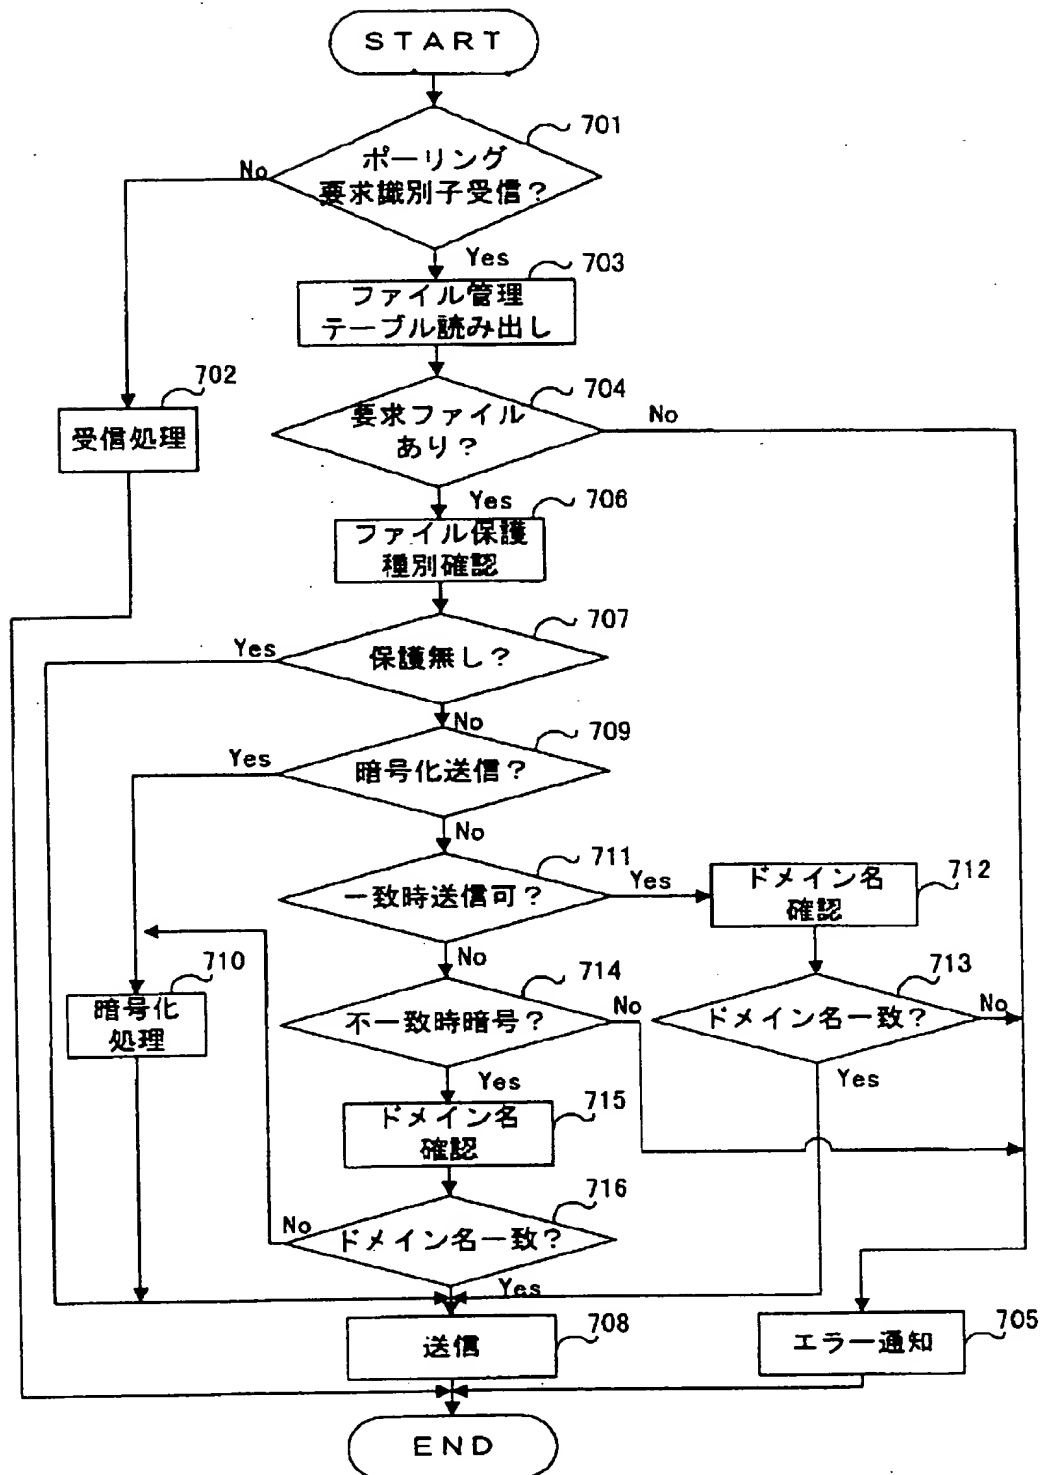 START
701
ポーリング
要求識別子受信?
No
Yes
703
ファイル管理
テーブル読み出し
702
受信処理
704
要求ファイル
あり?
No
Yes
706
ファイル保護
種別確認
707
保護無し?
Yes
No
709
暗号化送信?
Yes
No
711
一致時送信可?
Yes
712
ドメイン名
確認
No
710
暗号化
処理
714
不一致時暗号?
No
713
ドメイン名一致?
No
Yes
Yes
715
ドメイン名
確認
716
ドメイン名一致?
No
Yes
708
送信
705
エラー通知
END